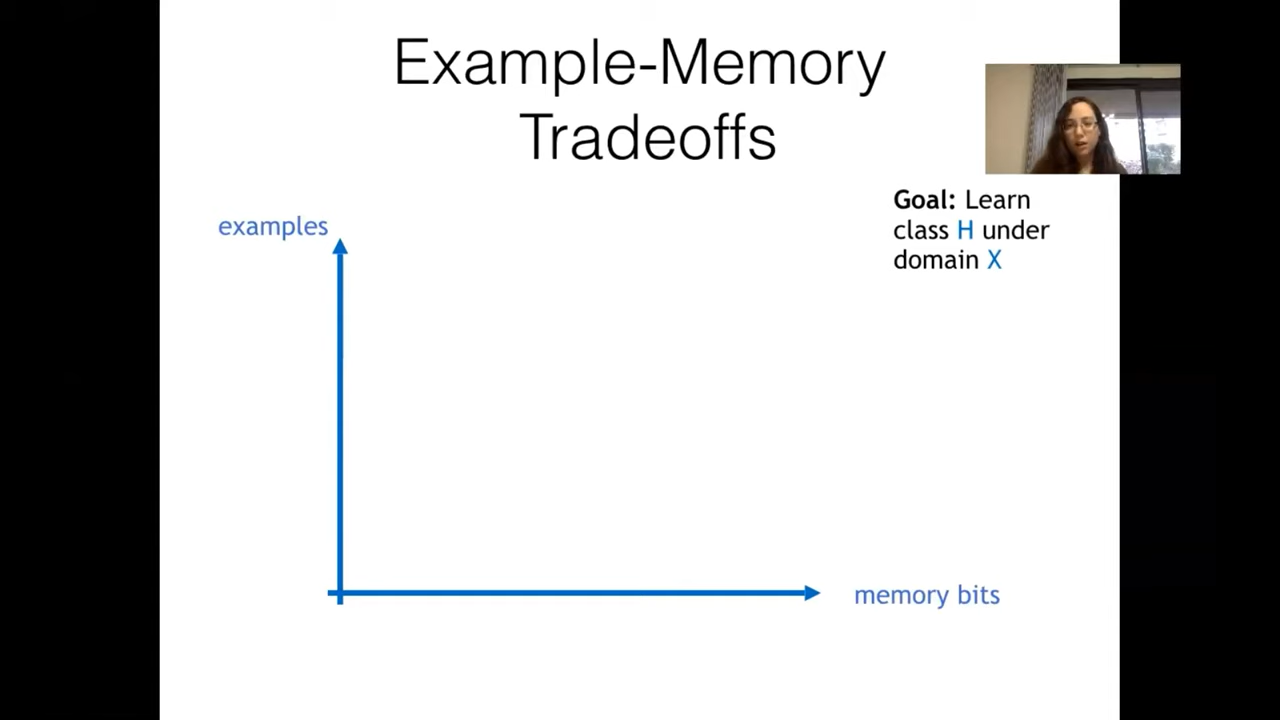 Example-Memory
Tradeoffs
Goal: Learn
class H under
domain X
examples
memory bits